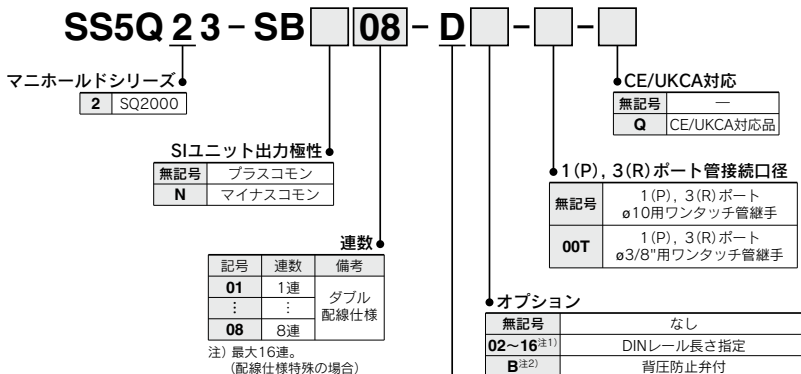 SS5Q 2 3 - SB 08 - D - -
マニホールドシリーズ
2 SQ2000
SIユニット出力極性
無記号 プラスコモン
N マイナスコモン
連数
記号 連数 備考
01 1連
⋮ ⋮
08 8連
ダブル
配線仕様
注) 最大16連。
(配線仕様特殊の場合)
CE/UKCA対応
無記号 ―
Q CE/UKCA対応品
1(P), 3(R)ポート管接続口径
無記号 1(P), 3(R)ポート
ø10用ワンタッチ管継手
00T 1(P), 3(R)ポート
ø3/8"用ワンタッチ管継手
オプション
無記号 なし
02~16注1) DINレール長さ指定
B注2) 背圧防止弁付